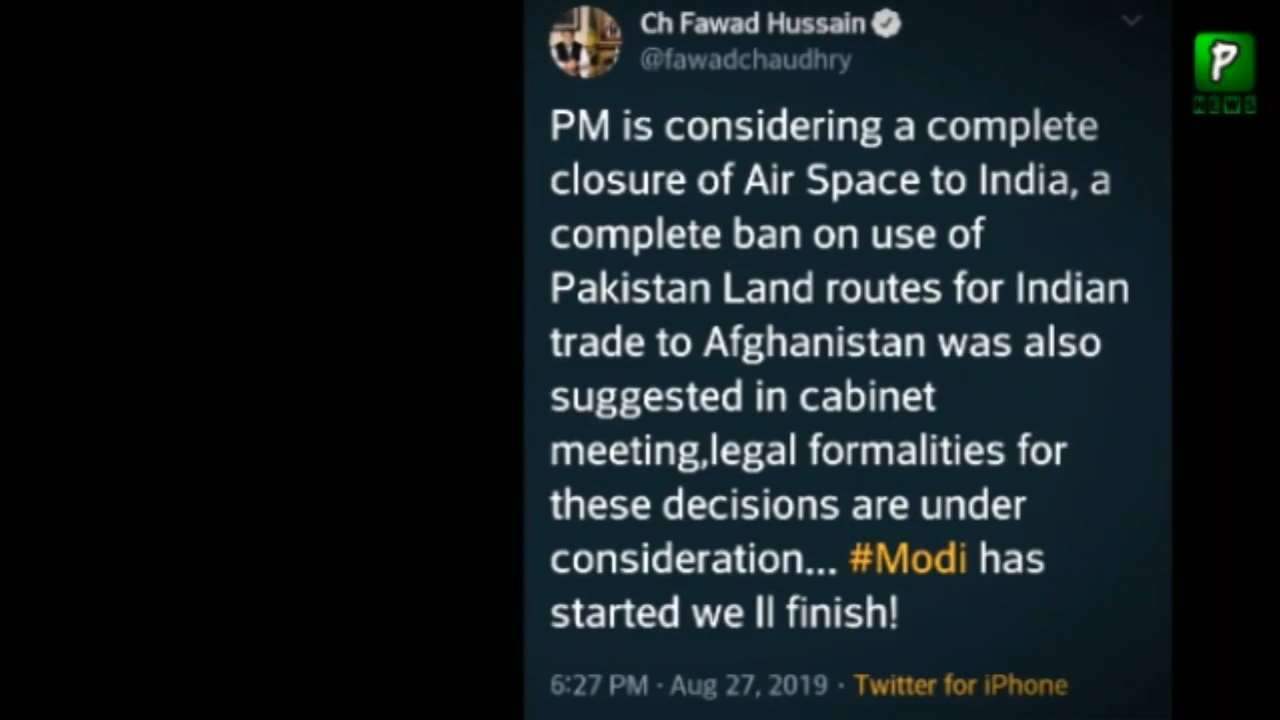 Ch Fawad Hussain
@fawadchaudhry
P
NEWS
PM is considering a complete
closure of Air Space to India, a
complete ban on use of
Pakistan Land routes for Indian
trade to Afghanistan was also
suggested in cabinet
meeting,legal formalities for
these decisions are under
consideration... #Modi has
started we ll finish!
6:27 PM · Aug 27, 2019 · Twitter for iPhone